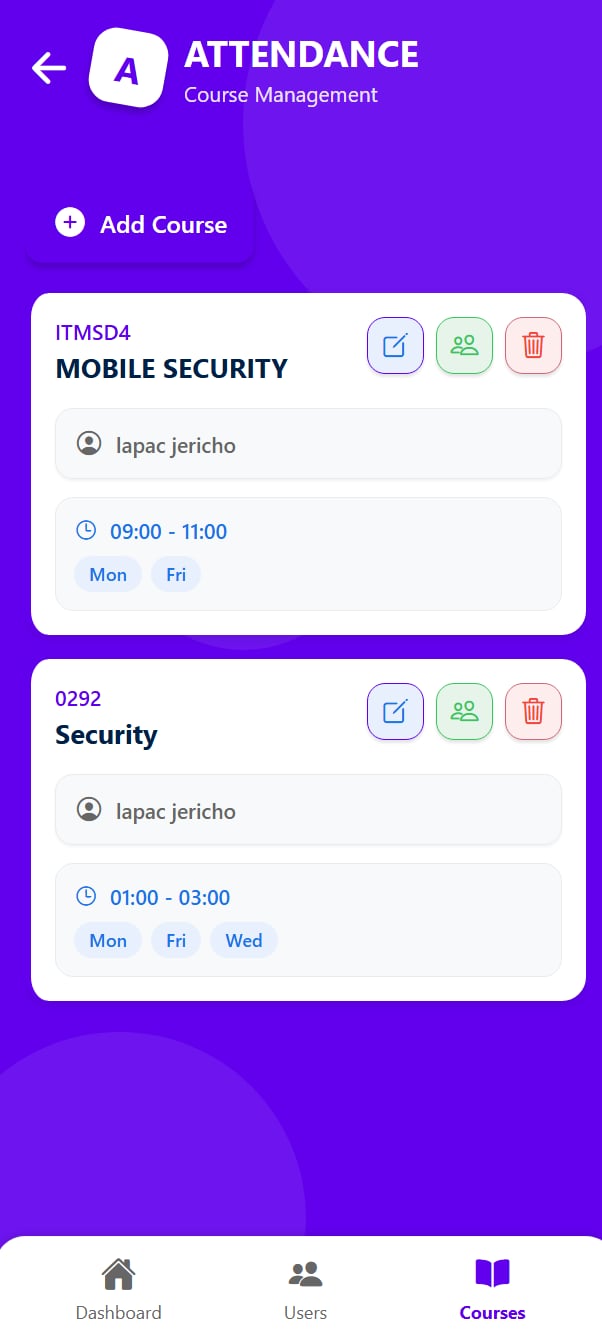 A
ATTENDANCE
Course Management
Add Course
ITMSD4
MOBILE SECURITY
lapac jericho
09:00 - 11:00
Mon Fri
0292
Security
lapac jericho
01:00 - 03:00
Mon Fri Wed
Dashboard Users Courses